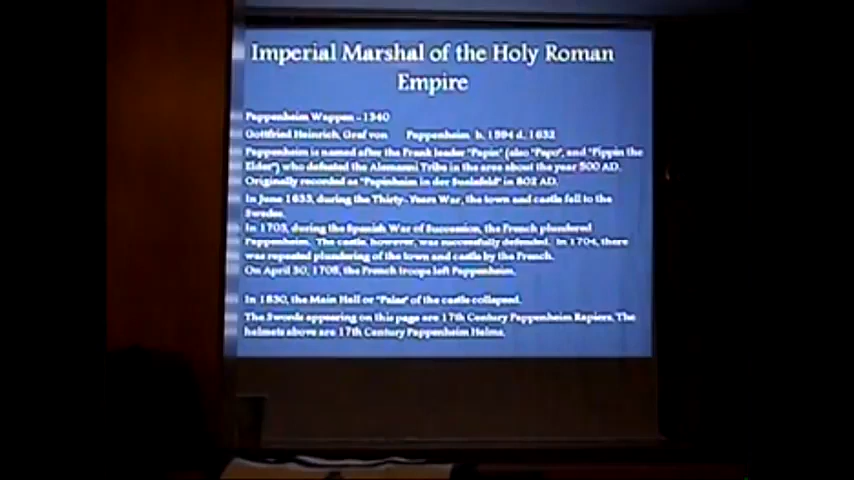 Imperial Marshal of the Holy Roman
Empire
Pappenheim Wappen - 1340
Gottfried Heinrich, Graf von Pappenheim b. 1594 d. 1632
Pappenheim is named after the Frank leader "Papin" (also "Papo", and "Pippin the
Elder") who defeated the Alemanni Tribe in the area about the year 500 AD.
Originally recorded as "Papinheim in der Sualafeld" in 802 AD.
In June 1633, during the Thirty-Years War, the town and castle fell to the
Swedes.
In 1703, during the Spanish War of Succession, the French plundered
Pappenheim. The castle, however, was successfully defended. In 1704, there
was repeated plundering of the town and castle by the French.
On April 30, the French troops left Pappenheim.
In 1830, the Main Hall or "Palas" of the castle collapsed.
The Swords appearing on this page are 17th Century Pappenheim Rapiers. The
helmets above are 17th Century Pappenheim Helms.